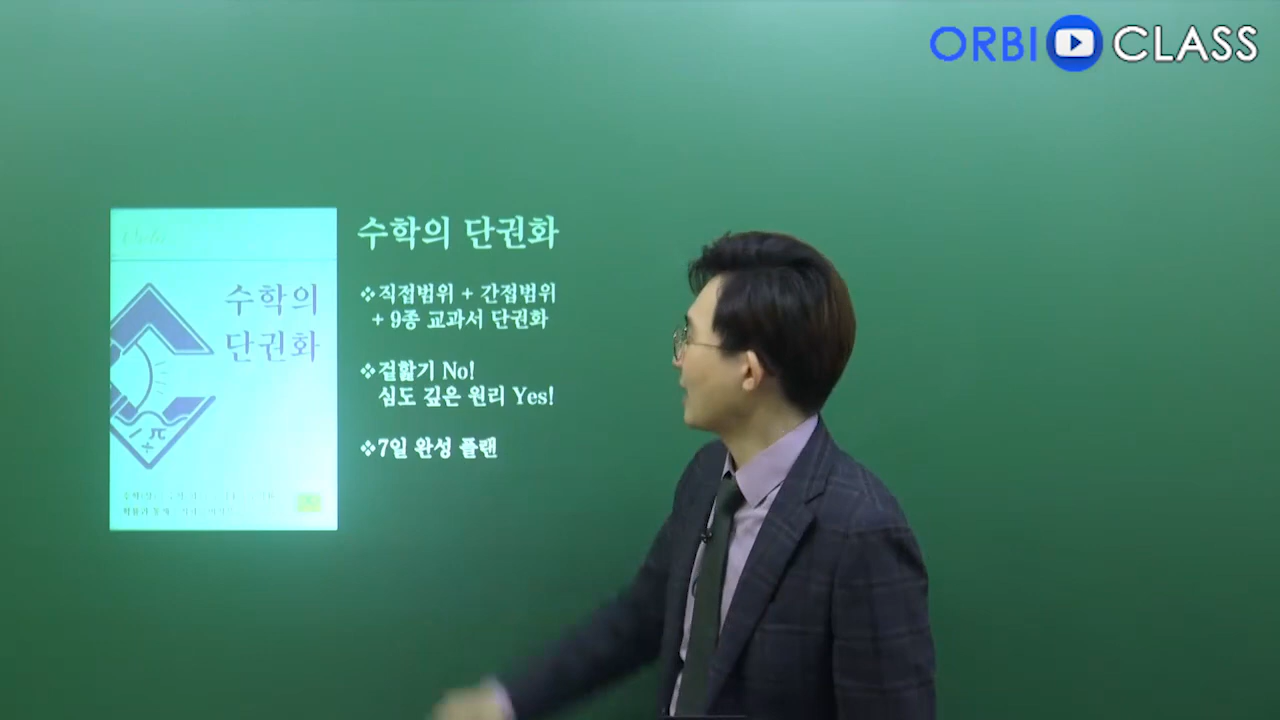 ORBI CLASS
수학의 단권화
수학의
단권화
❖직접범위 + 간접범위
+ 9종 교과서 단권화
❖겉핥기 No!
심도 깊은 원리 Yes!
❖7일 완성 플랜